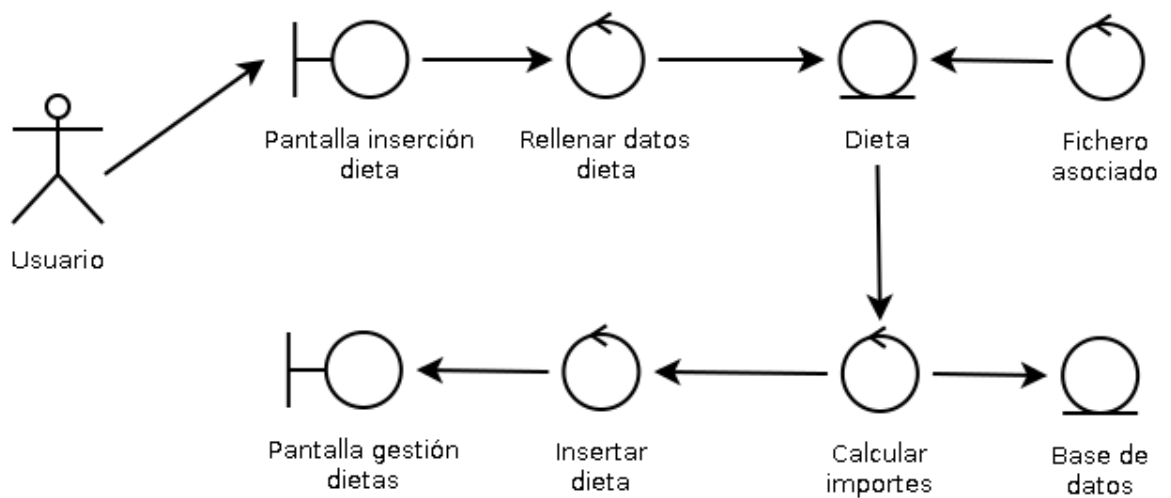 Pantalla inserción
dieta
Rellenar datos
dieta
Dieta
Fichero
asociado
Usuario
Pantalla gestión
dietas
Insertar
dieta
Calcular
importes
Base de
datos